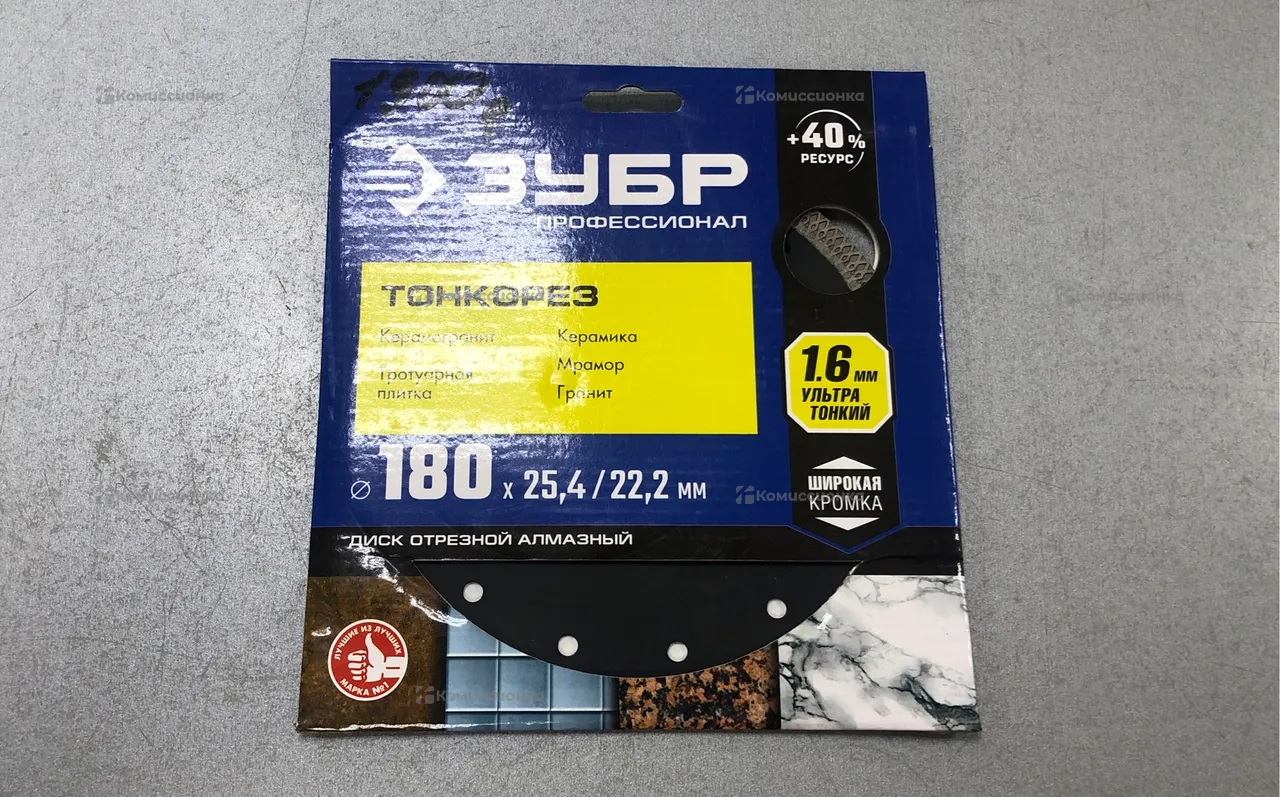 Комиссионка
Комиссионка
+40%
РЕСУРС
ЗУБР
ПРОФЕССИОНАЛ
ТОНКОРЕЗ
Керамогранит
Керамика
Тротуарная
плитка
Мрамор
Гранит
1.6 мм
УЛЬТРА
ТОНКИЙ
Ø 180 х 25,4 / 22,2 мм
Комиссионка
ШИРОКАЯ
КРОМКА
ДИСК ОТРЕЗНОЙ АЛМАЗНЫЙ
ЛУЧШИЕ ИЗ ЛУЧШИХ
МАРКА №1
Комиссионка